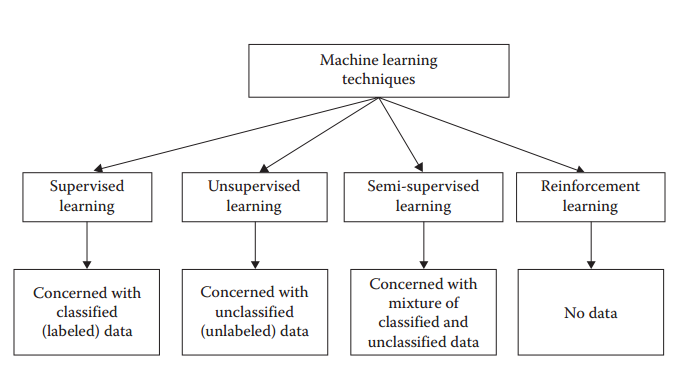 Machine learning
techniques
Supervised
learning
Unsupervised
learning
Semi-supervised
learning
Reinforcement
learning
Concerned with
classified
(labeled) data
Concerned with
unclassified
(unlabeled) data
Concerned with
mixture of
classified and
unclassified data
No data